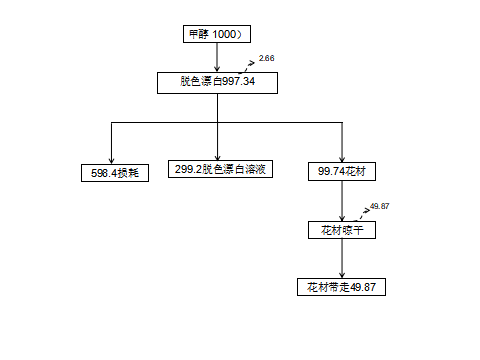 甲醇 1000）
2.66
脱色漂白997.34
598.4损耗
299.2脱色漂白溶液
99.74花材
49.87
花材晾干
花材带走49.87